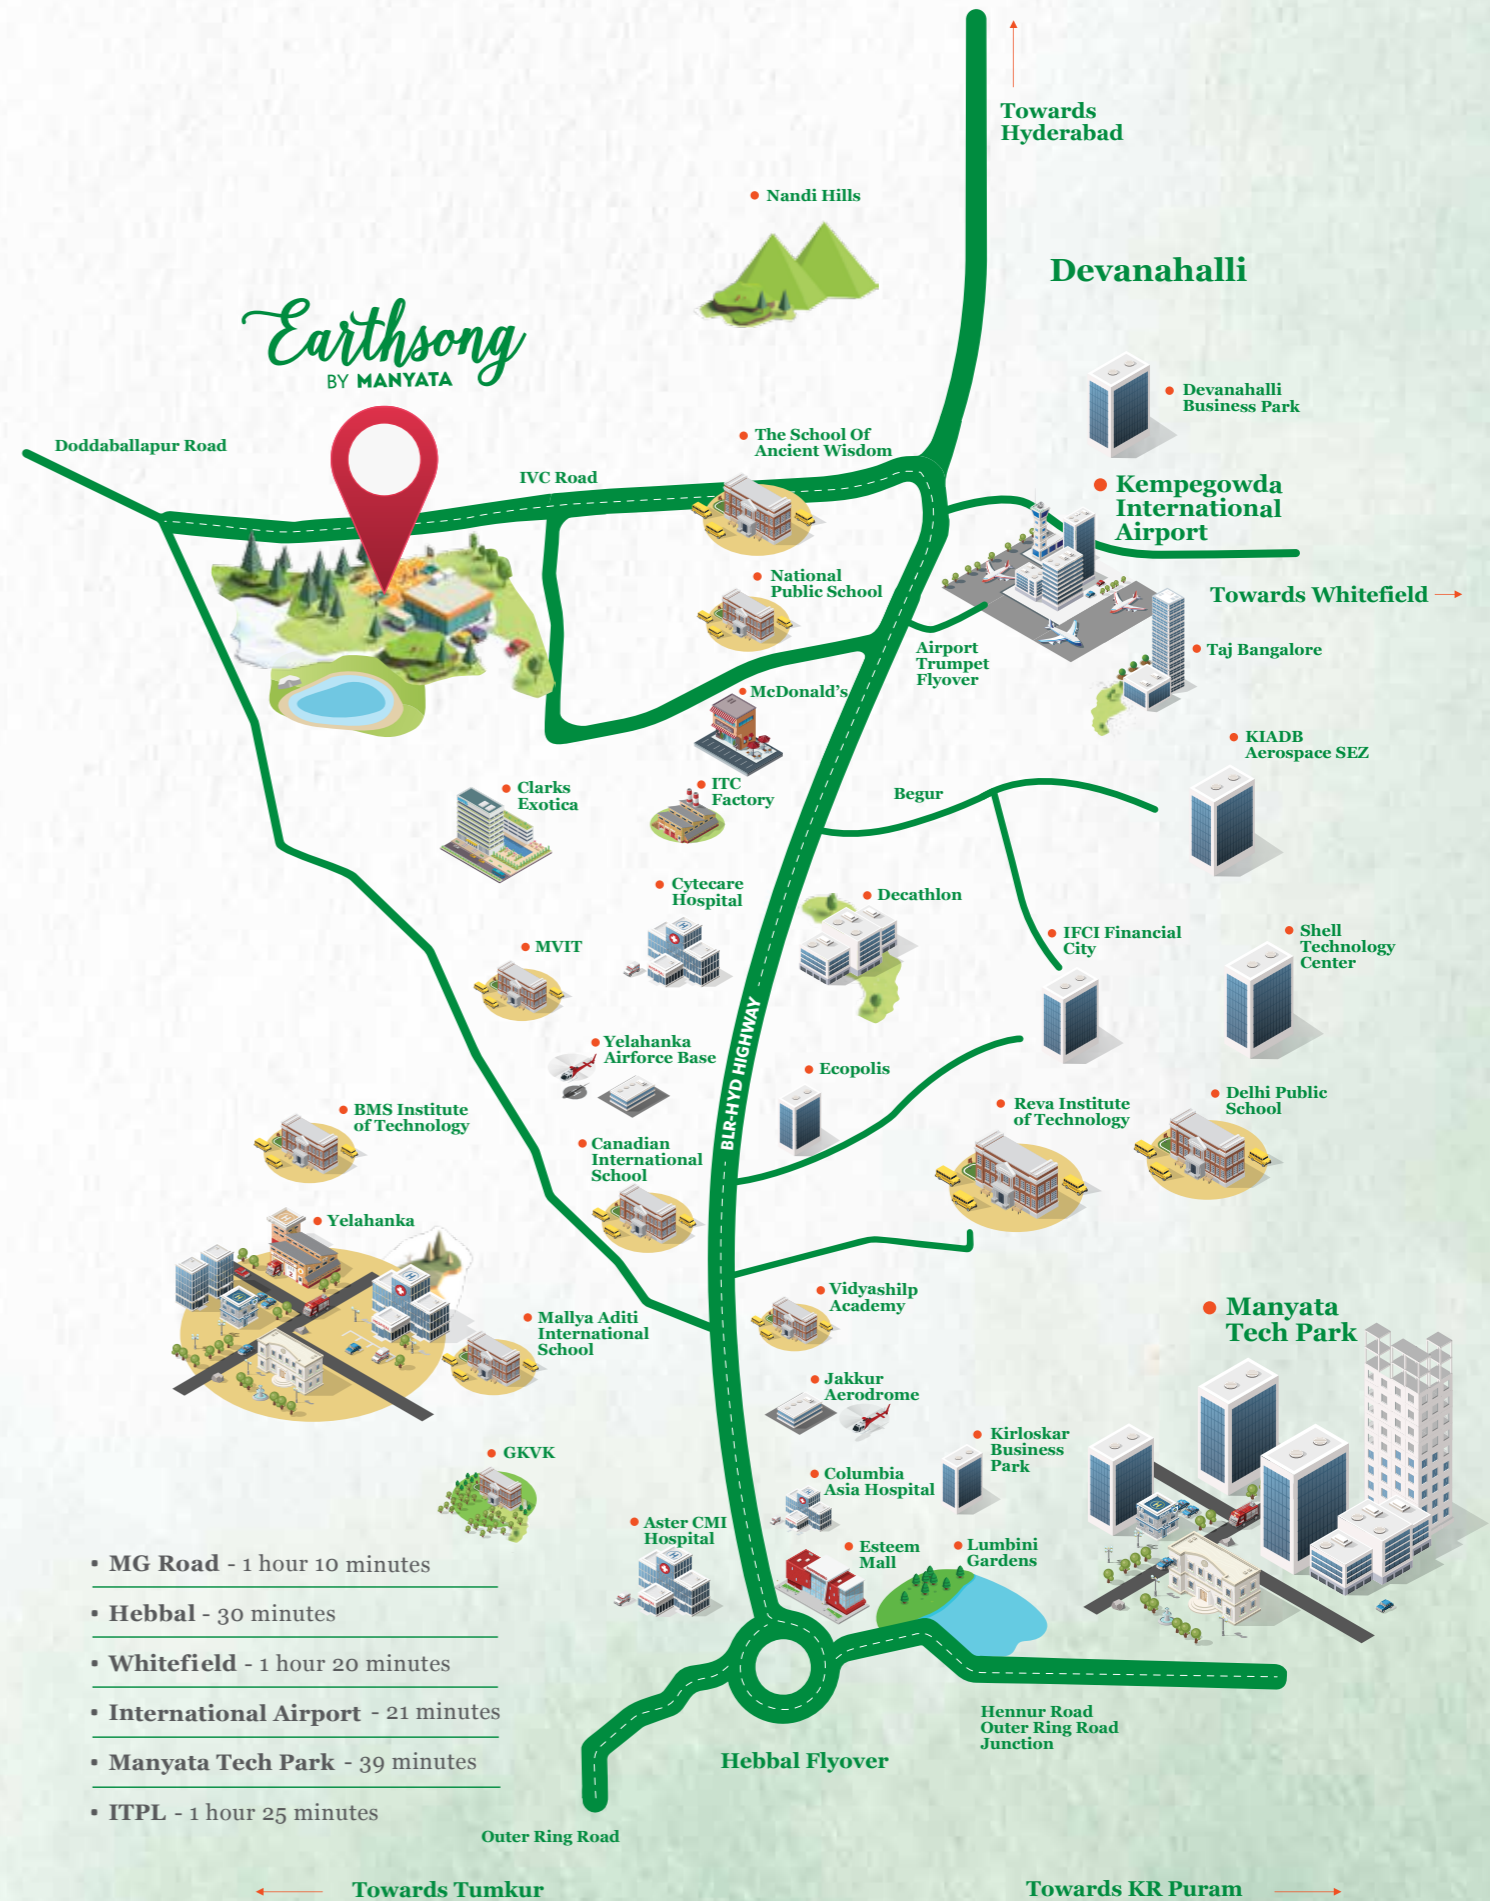 Towards
Hyderabad
Nandi Hills
Devanahalli
Earthsong
BY MANYATA
Devanahalli
Business Park
Doddaballapur Road
The School Of
Ancient Wisdom
IVC Road
Kempegowda
International
Airport
National
Public School
Towards Whitefield
Airport
Trumpet
Flyover
Taj Bangalore
McDonald's
KIADB
Aerospace SEZ
Clarks
Exotica
ITC
Factory
Begur
Cytecare
Hospital
Decathlon
MVIT
IFCI Financial
City
Shell
Technology
Center
BLR-HYD HIGHWAY
Yelahanka
Airforce Base
Ecopolis
BMS Institute
of Technology
Reva Institute
of Technology
Delhi Public
School
Canadian
International
School
Yelahanka
Vidyashilp
Academy
Mallya Aditi
International
School
Manyata
Tech Park
Jakkur
Aerodrome
Kirloskar
Business
Park
GKVK
Columbia
Asia Hospital
Aster CMI
Hospital
Esteem
Mall
Lumbini
Gardens
• MG Road - 1 hour 10 minutes
• Hebbal - 30 minutes
• Whitefield - 1 hour 20 minutes
• International Airport - 21 minutes
• Manyata Tech Park - 39 minutes
• ITPL - 1 hour 25 minutes
Hennur Road
Outer Ring Road
Junction
Hebbal Flyover
Outer Ring Road
Towards Tumkur
Towards KR Puram